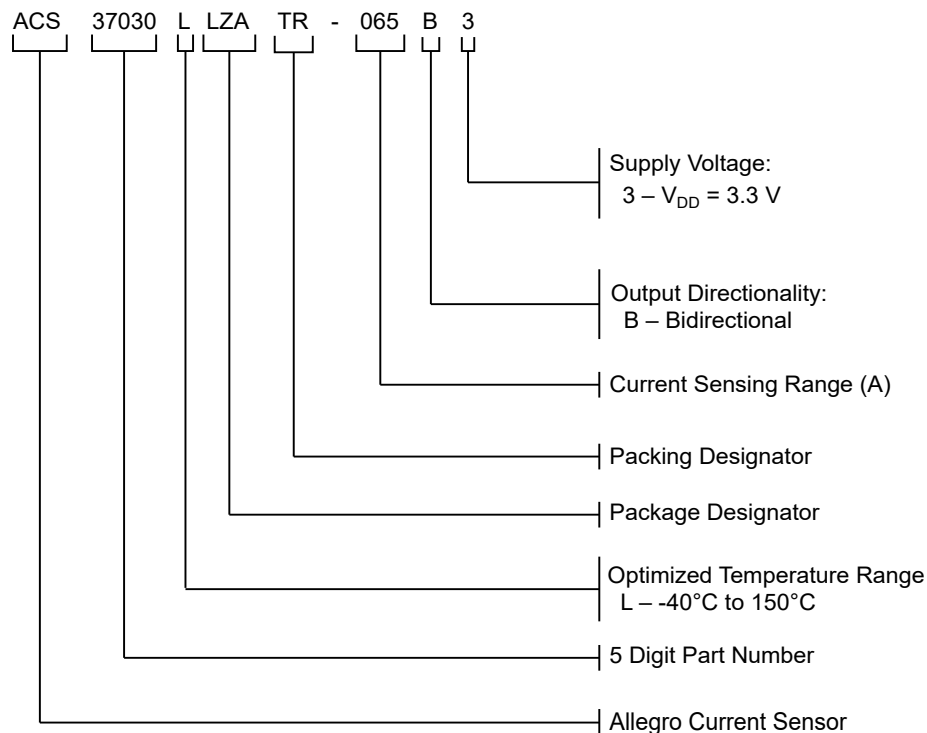 ACS 37030 L LZA TR - 065 B 3
Supply Voltage:
3 – VDD = 3.3 V
Output Directionality:
B – Bidirectional
Current Sensing Range (A)
Packing Designator
Package Designator
Optimized Temperature Range
L – -40°C to 150°C
5 Digit Part Number
Allegro Current Sensor